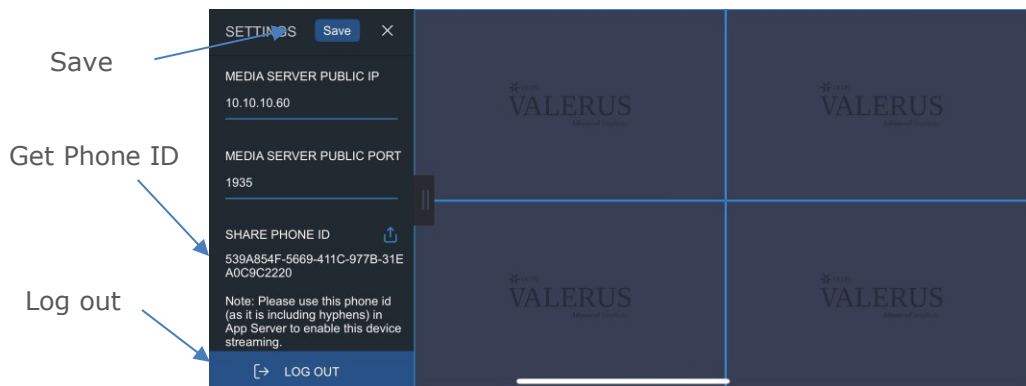 SETTINGS
Save
Save
MEDIA SERVER PUBLIC IP
10.10.10.60
Get Phone ID
MEDIA SERVER PUBLIC PORT
1935
SHARE PHONE ID
539A854F-5669-411C-977B-31E
A0C9C2220
Log out
Note: Please use this phone id
(as it is including hyphens) in
App Server to enable this device
streaming.
LOG OUT
VALERUS
VALERUS
VALERUS
VALERUS